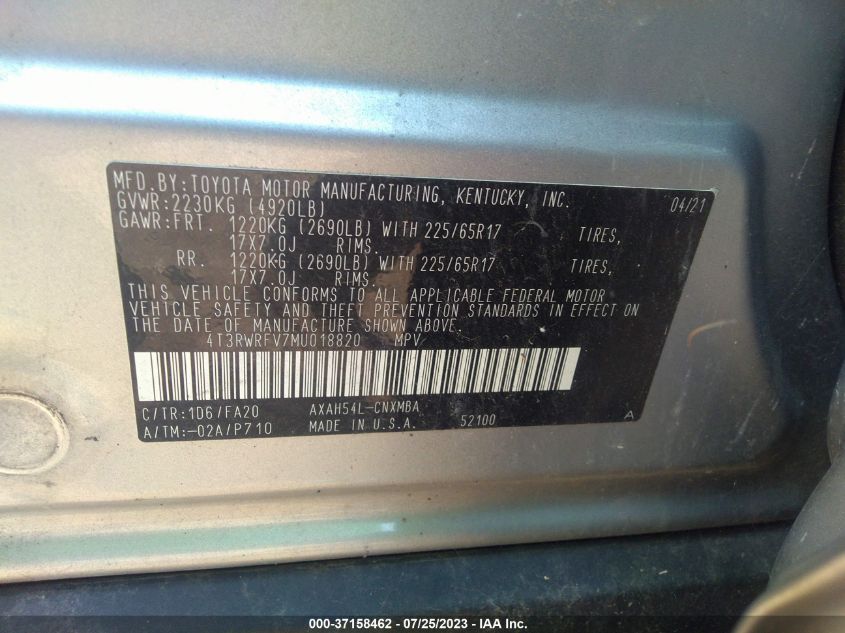 MFD.BY:TOYOTA MOTOR MANUFACTURING, KENTUCKY, INC. 04/21
GVWR:2230KG (4920LB)
GAWR:FRT. 1220KG (2690LB) WITH 225/65R17 TIRES,
17X7.0J RIMS.
RR. 1220KG (2690LB) WITH 225/65R17 TIRES,
17X7.0J RIMS.
THIS VEHICLE CONFORMS TO ALL APPLICABLE FEDERAL MOTOR
VEHICLE SAFETY AND THEFT PREVENTION STANDARDS IN EFFECT ON
THE DATE OF MANUFACTURE SHOWN ABOVE.
4T3RWRFV7MU018820 MPV
C/TR:1D6/FA20 AXAH54L-CNXMBA
A/TM:-02A/P710 MADE IN U.S.A. 52100 A
000-37158462 - 07/25/2023 - IAA Inc.